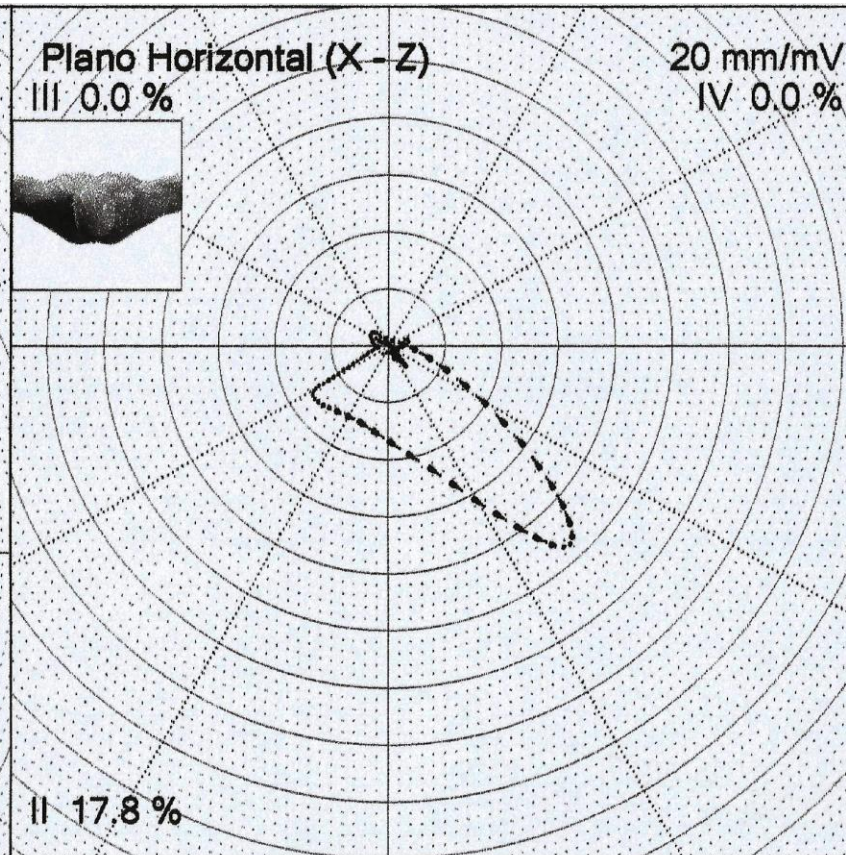 Plano Horizontal (X - Z)
20 mm/mV
III 0.0 %
IV 0.0 %
II 17.8 %